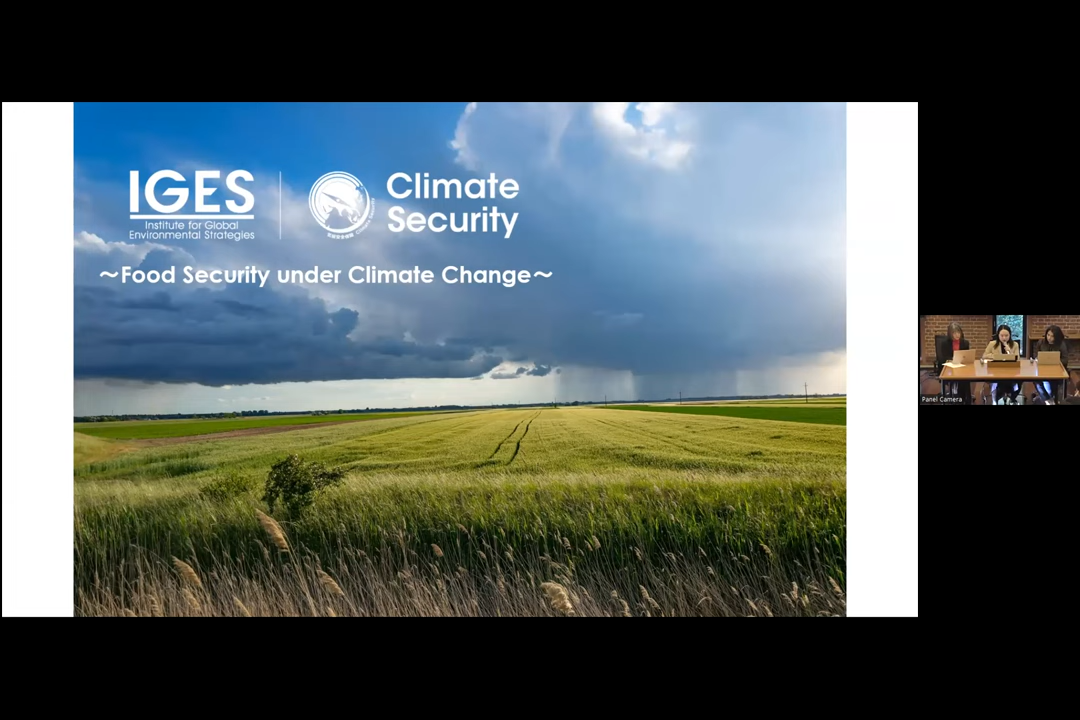 IGES
Institute for Global
Environmental Strategies
Climate
Security
～Food Security under Climate Change～
Panel Camera